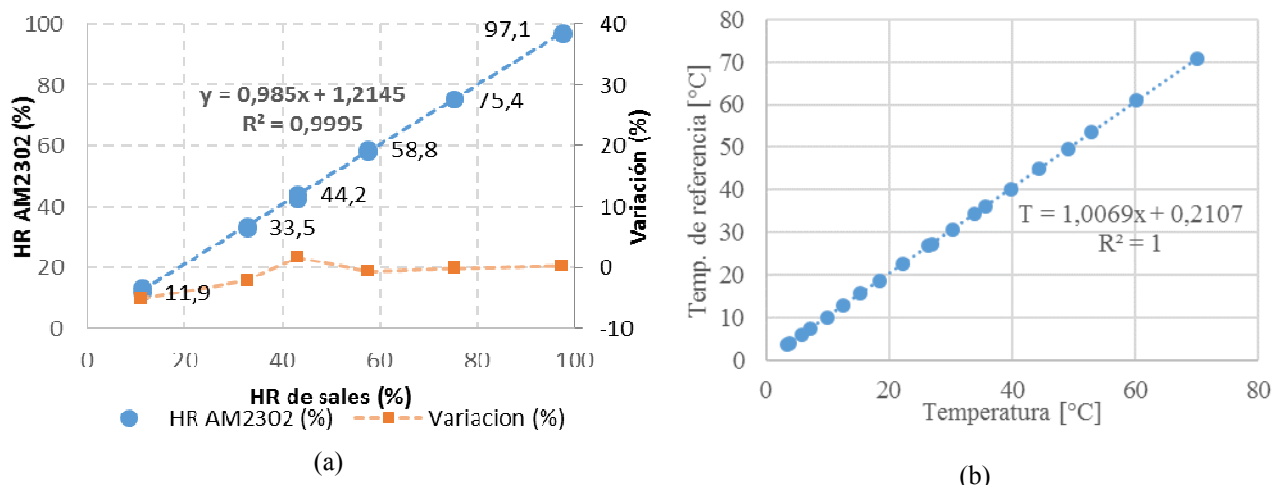 100
80
60
40
20
0
HR AM2302 (%)
40
30
20
10
0
-10
Variación (%)
y = 0,985x + 1,2145
R² = 0,9995
97,1
75,4
58,8
44,2
33,5
11,9
0 20 40 60 80 100
HR de sales (%)
HR AM2302 (%) Variacion (%)
(a)
80
70
60
50
40
30
20
10
0
Temp. de referencia [°C]
T = 1,0069x + 0,2107
R² = 1
0 20 40 60 80
Temperatura [°C]
(b)